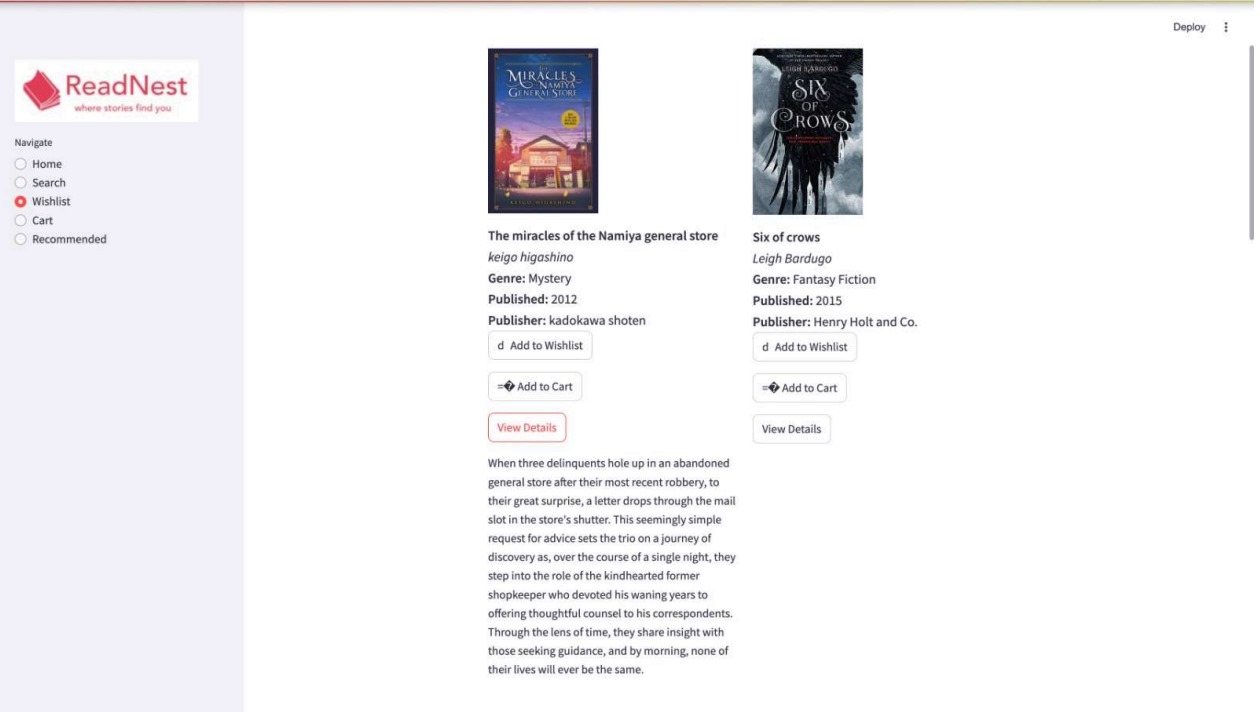 Deploy
ReadNest
where stories find you
Navigate
Home
Search
Wishlist
Cart
Recommended
THE
MIRACLES
OF THE
NAMIYA
GENERAL STORE
KEIGO HIGASHINO
The miracles of the Namiya general store
keigo higashino
Genre: Mystery
Published: 2012
Publisher: kadokawa shoten
d Add to Wishlist
=� Add to Cart
View Details
When three delinquents hole up in an abandoned
general store after their most recent robbery, to
their great surprise, a letter drops through the mail
slot in the store's shutter. This seemingly simple
request for advice sets the trio on a journey of
discovery as, over the course of a single night, they
step into the role of the kindhearted former
shopkeeper who devoted his waning years to
offering thoughtful counsel to his correspondents.
Through the lens of time, they share insight with
those seeking guidance, and by morning, none of
their lives will ever be the same.
LEIGH BARDUGO
SIX
OF
CROWS
Six of crows
Leigh Bardugo
Genre: Fantasy Fiction
Published: 2015
Publisher: Henry Holt and Co.
d Add to Wishlist
=� Add to Cart
View Details